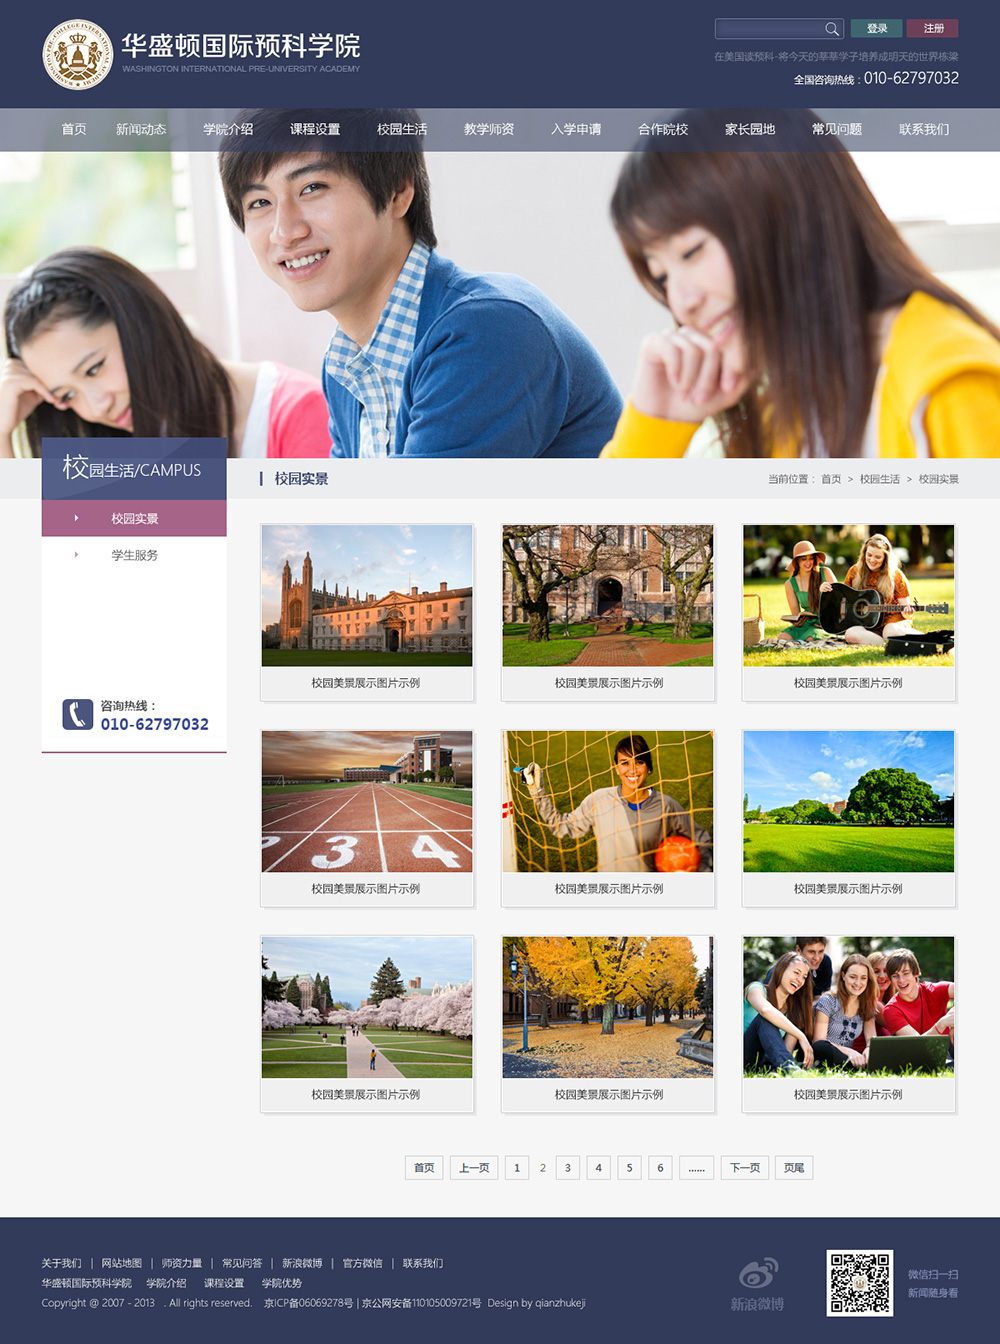 华盛顿国际预科学院
WASHINGTON INTERNATIONAL PRE-UNIVERSITY ACADEMY
登录 注册
在美国读预科-将今天的莘莘学子培养成明天的世界栋梁
全国咨询热线：010-62797032
首页 新闻动态 学院介绍 课程设置 校园生活 教学师资 入学申请 合作院校 家长园地 常见问题 联系我们
校园生活/CAMPUS
校园实景
学生服务
咨询热线：
010-62797032
校园实景
当前位置： 首页 > 校园生活 > 校园实景
校园美景展示图片示例 校园美景展示图片示例 校园美景展示图片示例
3 4
校园美景展示图片示例 校园美景展示图片示例 校园美景展示图片示例
校园美景展示图片示例 校园美景展示图片示例 校园美景展示图片示例
首页 上一页 1 2 3 4 5 6 ...... 下一页 页尾
关于我们 | 网站地图 | 师资力量 | 常见问答 | 新浪微博 | 官方微信 | 联系我们
华盛顿国际预科学院 学院介绍 课程设置 学院优势
Copyright @ 2007 - 2013 . All rights reserved. 京ICP备06069278号 | 京公网安备110105009721号 Design by qianzhukeji
新浪微博
微信扫一扫
新闻随身看